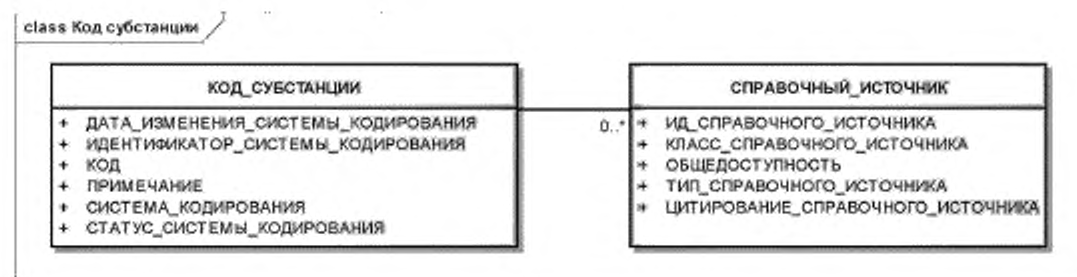 class Код субстанции
КОД_СУБСТАНЦИИ
+ ДАТА_ИЗМЕНЕНИЯ_СИСТЕМЫ_КОДИРОВАНИЯ
+ ИДЕНТИФИКАТОР_СИСТЕМЫ_КОДИРОВАНИЯ
+ КОД
+ ПРИМЕЧАНИЕ
+ СИСТЕМА_КОДИРОВАНИЯ
+ СТАТУС_СИСТЕМЫ_КОДИРОВАНИЯ
0..*
СПРАВОЧНЫЙ_ИСТОЧНИК
+ ИД_СПРАВОЧНОГО_ИСТОЧНИКА
+ КЛАСС_СПРАВОЧНОГО_ИСТОЧНИКА
+ ОБЩЕДОСТУПНОСТЬ
+ ТИП_СПРАВОЧНОГО_ИСТОЧНИКА
+ ЦИТИРОВАНИЕ_СПРАВОЧНОГО_ИСТОЧНИКА